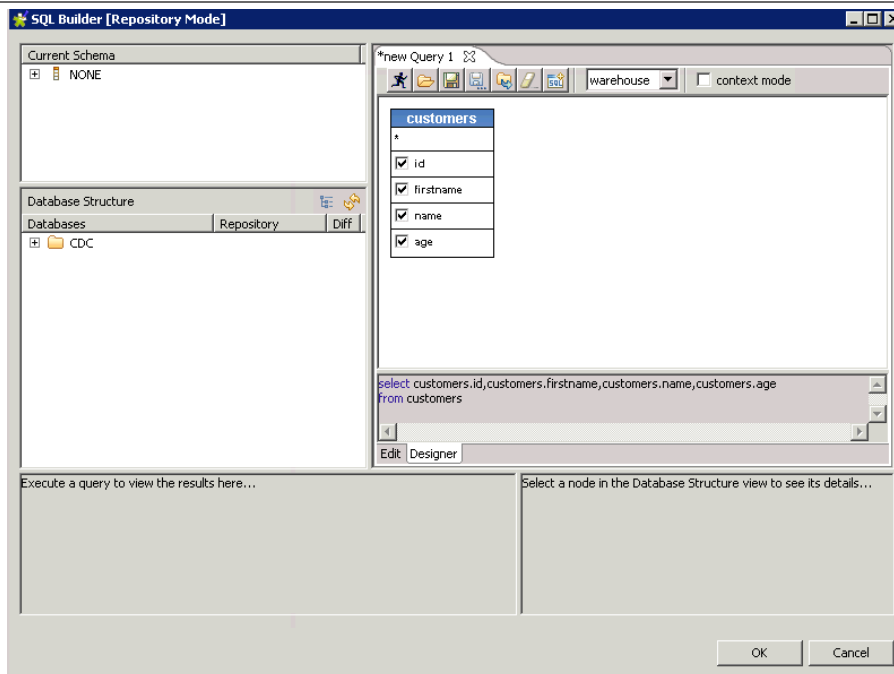 SQL Builder [Repository Mode]
Current Schema
NONE
Database Structure
Databases Repository Diff
CDC
*new Query 1
warehouse context mode
customers
*
id
firstname
name
age
select customers.id,customers.firstname,customers.name,customers.age
from customers
Edit Designer
Execute a query to view the results here...
Select a node in the Database Structure view to see its details...
OK Cancel